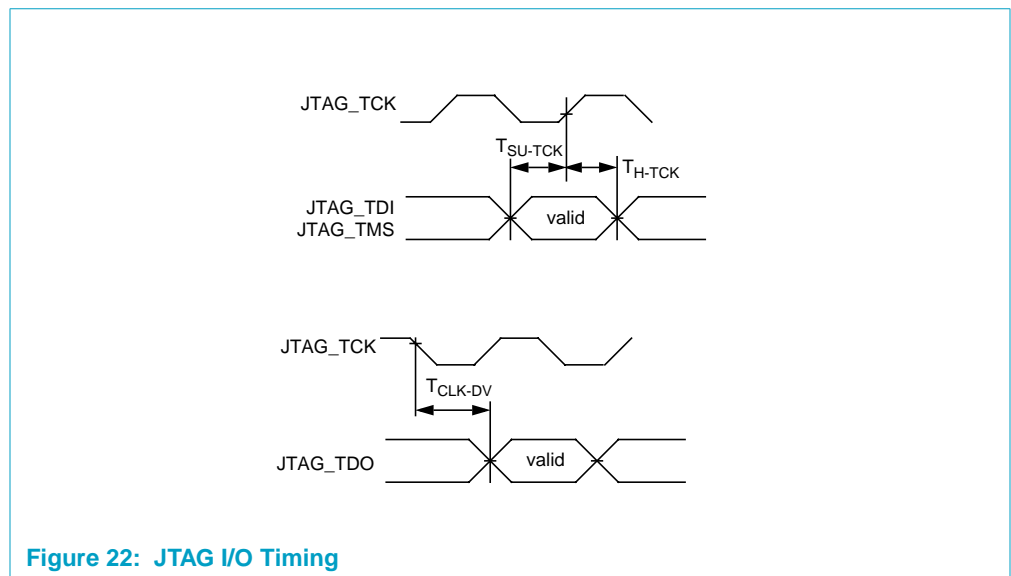 JTAG_TCK
TSU-TCK
TH-TCK
JTAG_TDI
valid
JTAG_TMS
JTAG_TCK
TCLK-DV
JTAG_TDO
valid
Figure 22: JTAG I/O Timing